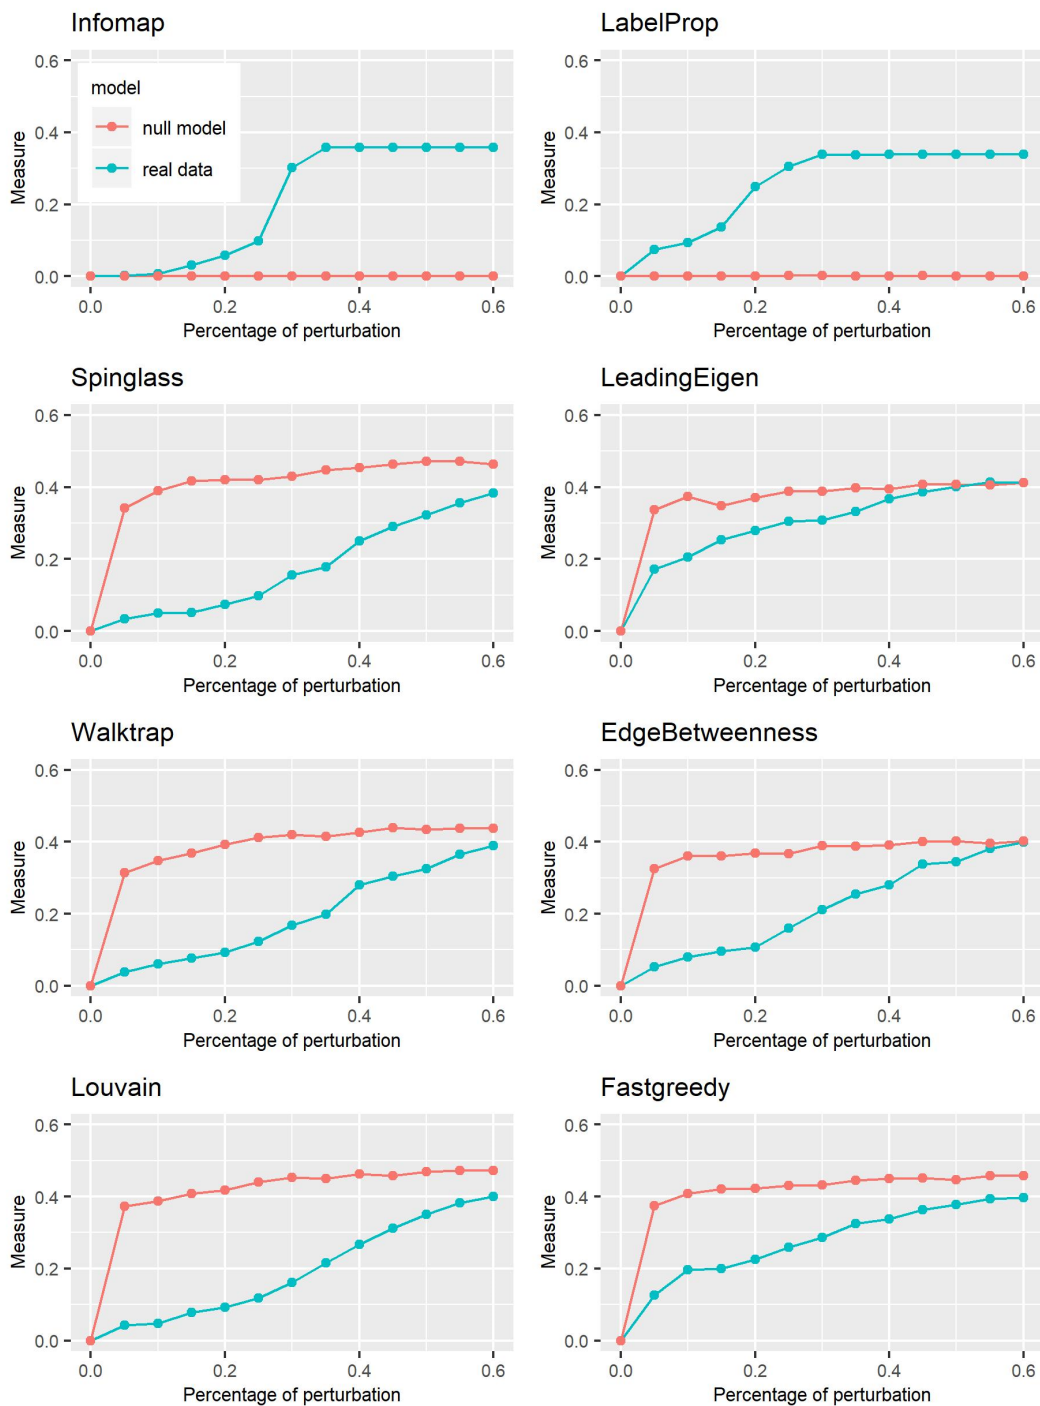 Infomap
0.6
0.4
0.2
0.0
Measure
model
null model
real data
0.0 0.2 0.4 0.6
Percentage of perturbation
LabelProp
0.6
0.4
0.2
0.0
Measure
0.0 0.2 0.4 0.6
Percentage of perturbation
Spinglass
0.6
0.4
0.2
0.0
Measure
0.0 0.2 0.4 0.6
Percentage of perturbation
LeadingEigen
0.6
0.4
0.2
0.0
Measure
0.0 0.2 0.4 0.6
Percentage of perturbation
Walktrap
0.6
0.4
0.2
0.0
Measure
0.0 0.2 0.4 0.6
Percentage of perturbation
EdgeBetweenness
0.6
0.4
0.2
0.0
Measure
0.0 0.2 0.4 0.6
Percentage of perturbation
Louvain
0.6
0.4
0.2
0.0
Measure
0.0 0.2 0.4 0.6
Percentage of perturbation
Fastgreedy
0.6
0.4
0.2
0.0
Measure
0.0 0.2 0.4 0.6
Percentage of perturbation